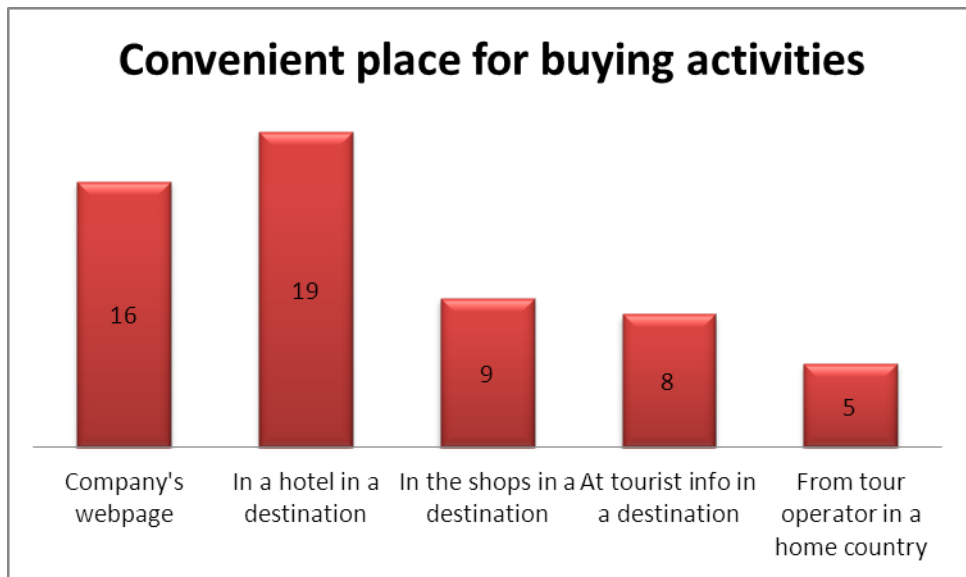 Convenient place for buying activities
16
19
9
8
5
Company's
webpage
In a hotel in a
destination
In the shops in a
destination
At tourist info in
a destination
From tour
operator in a
home country